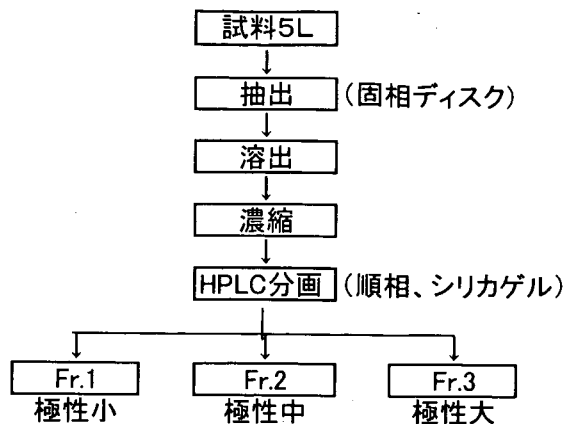 試料5L
抽出 (固相ディスク)
溶出
濃縮
HPLC分画 (順相、シリカゲル)
Fr.1 Fr.2 Fr.3
極性小 極性中 極性大